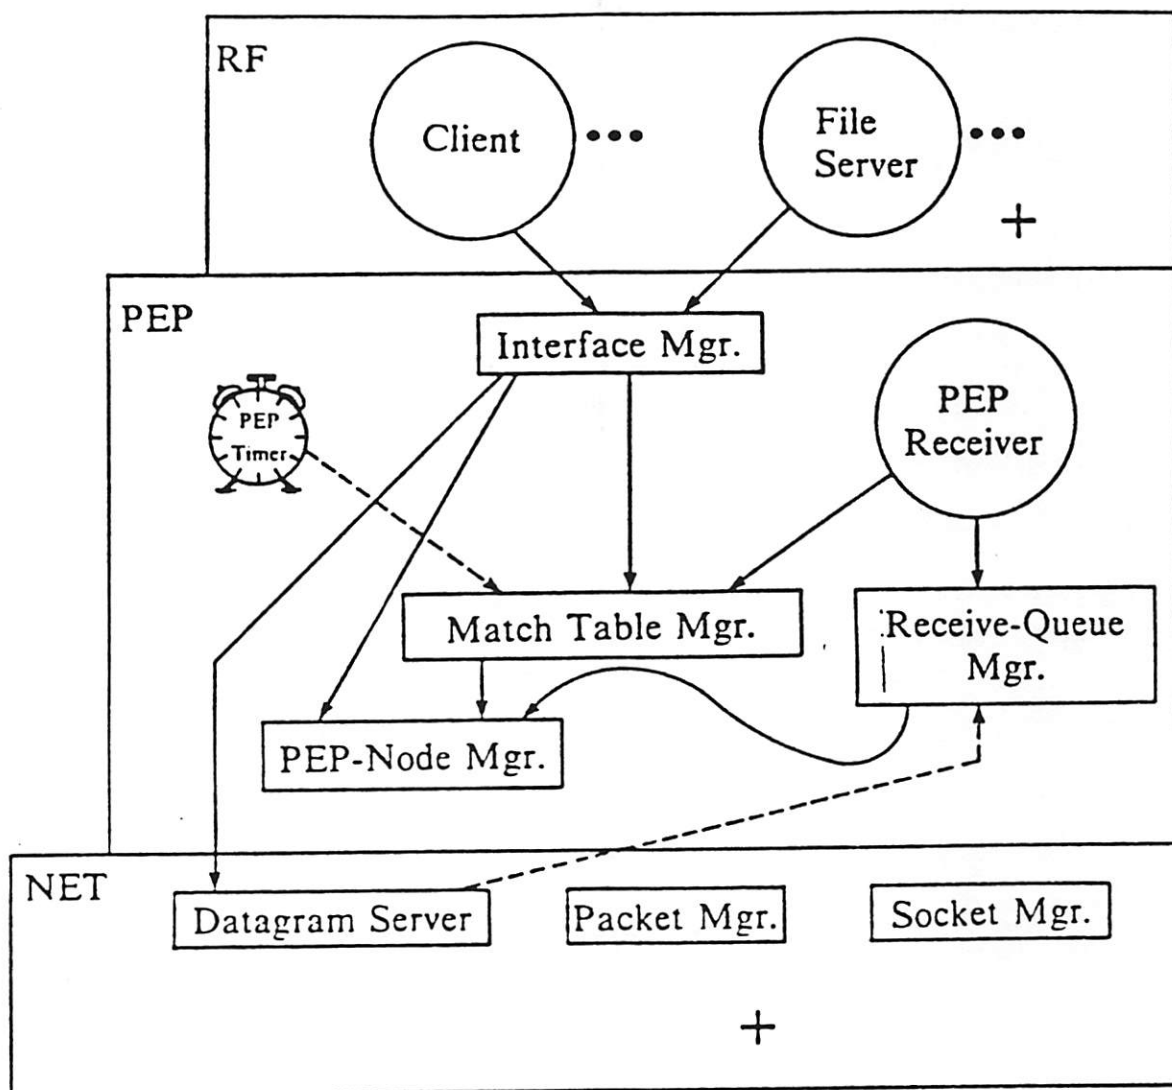 RF
Client
File
Server
+
PEP
Interface Mgr.
PEP
Timer
PEP
Receiver
Match Table Mgr.
Receive-Queue
Mgr.
PEP-Node Mgr.
NET
Datagram Server
Packet Mgr.
Socket Mgr.
+